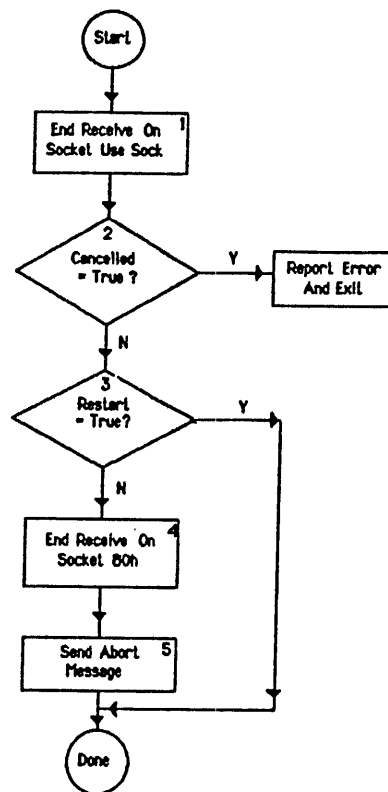 Start
1
End Receive On
Socket Use Sock
2
Cancelled
= True ?
Y
Report Error
And Exit
N
3
Restart
= True?
Y
N
4
End Receive On
Socket 80h
5
Send Abort
Message
Done